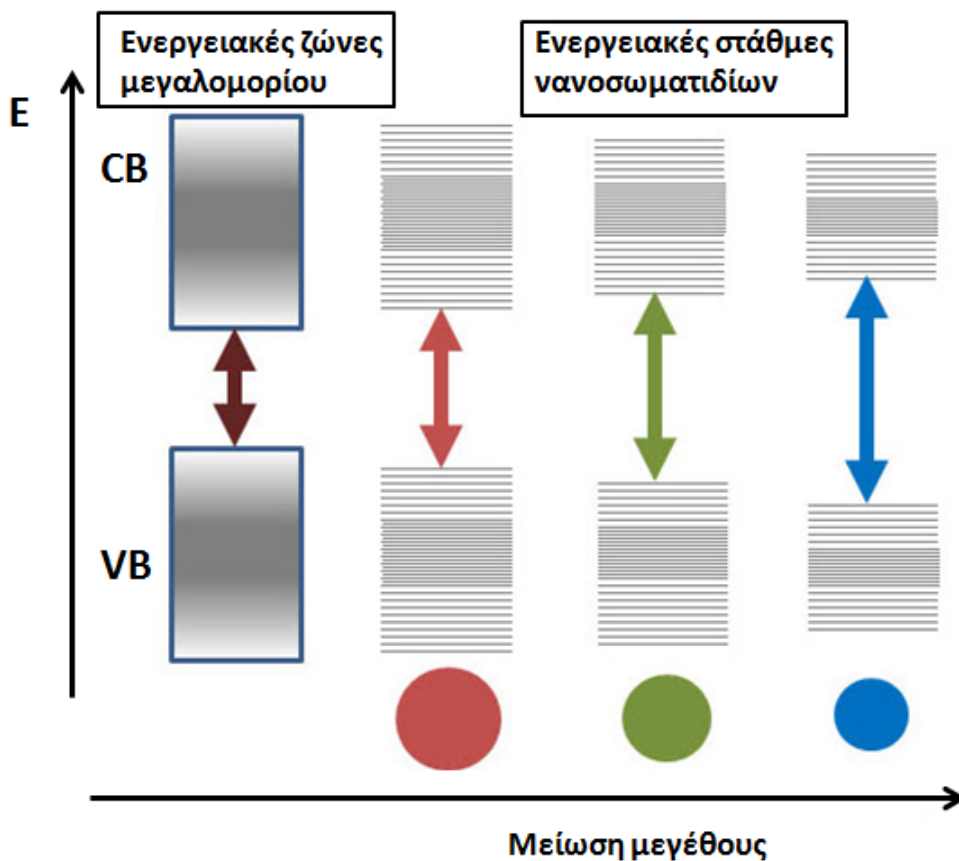 Ενεργειακές ζώνες
μεγαλομορίου
Ενεργειακές στάθμες
νανοσωματιδίων
E
CB
VB
Μείωση μεγέθους